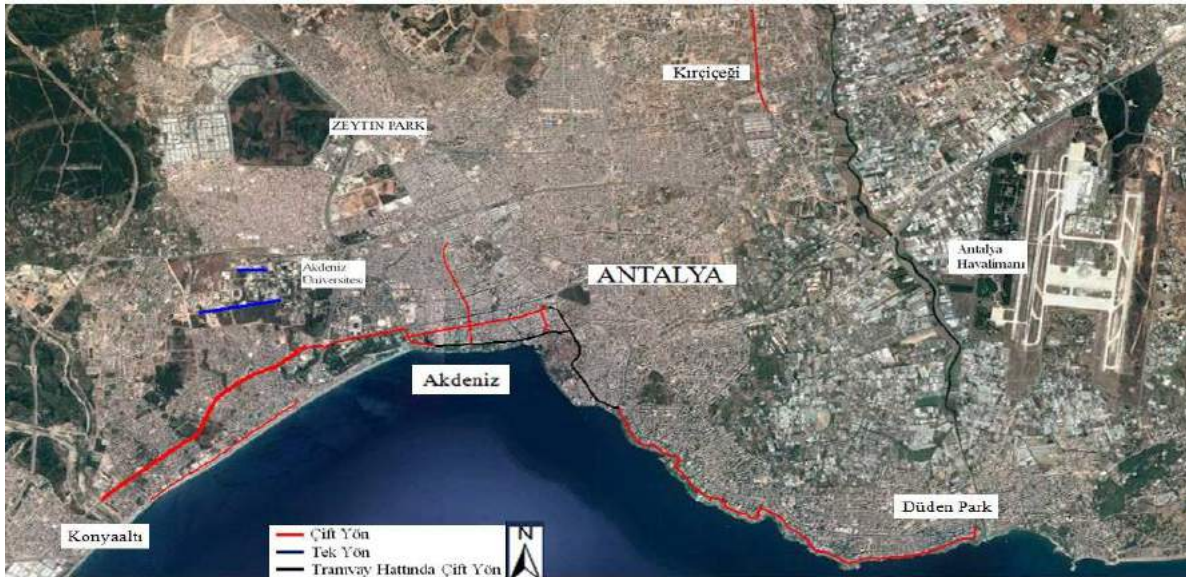 Kırçiçeği
ZEYTIN PARK
Akdeniz
Üniversitesi
ANTALYA
Antalya
Havalimanı
Akdeniz
Düden Park
Konyaaltı
Çift Yön
Tek Yön
Tramvay Hattında Çift Yön
N